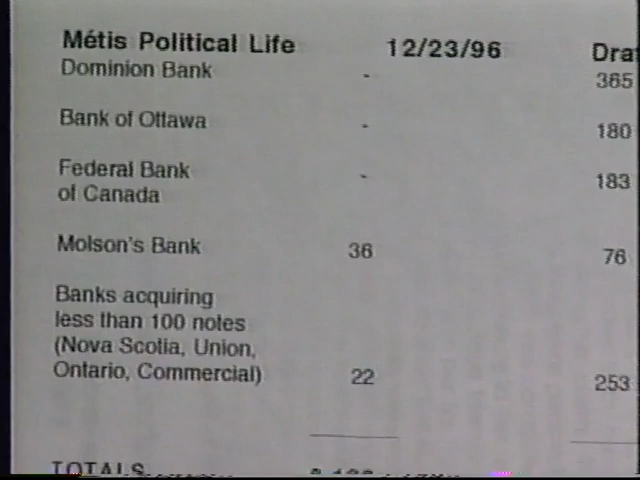 Métis Political Life 12/23/96
Dominion Bank - 365
Bank of Ottawa - 180
Federal Bank - 183
of Canada
Molson's Bank 36 76
Banks acquiring
less than 100 notes
(Nova Scotia, Union,
Ontario, Commercial) 22 253
TOTALS